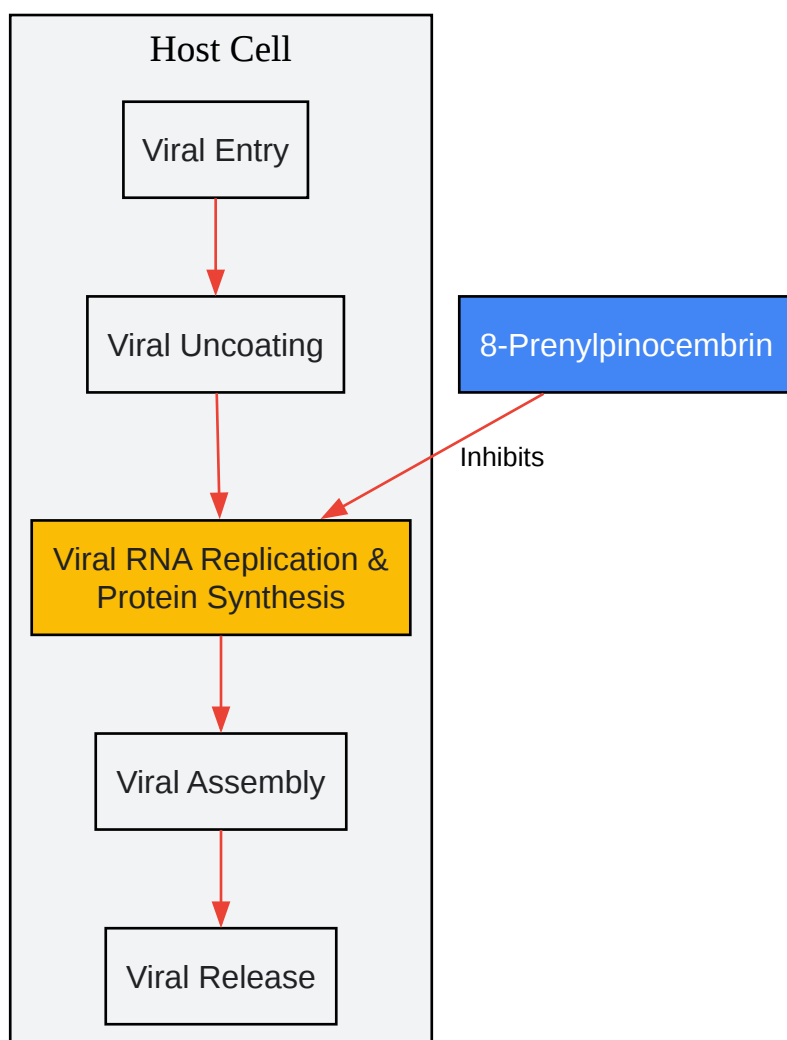 Host Cell
Viral Entry
Viral Uncoating
8-Prenylpinocembrin
Inhibits
Viral RNA Replication &
Protein Synthesis
Viral Assembly
Viral Release